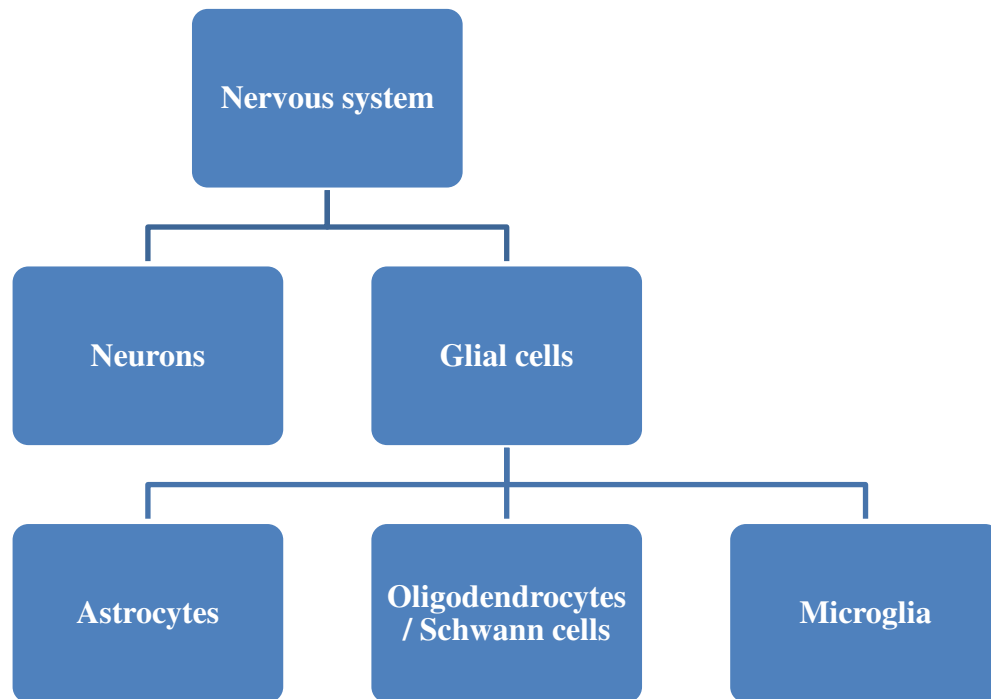 Nervous system
Neurons
Glial cells
Astrocytes
Oligodendrocytes
/ Schwann cells
Microglia